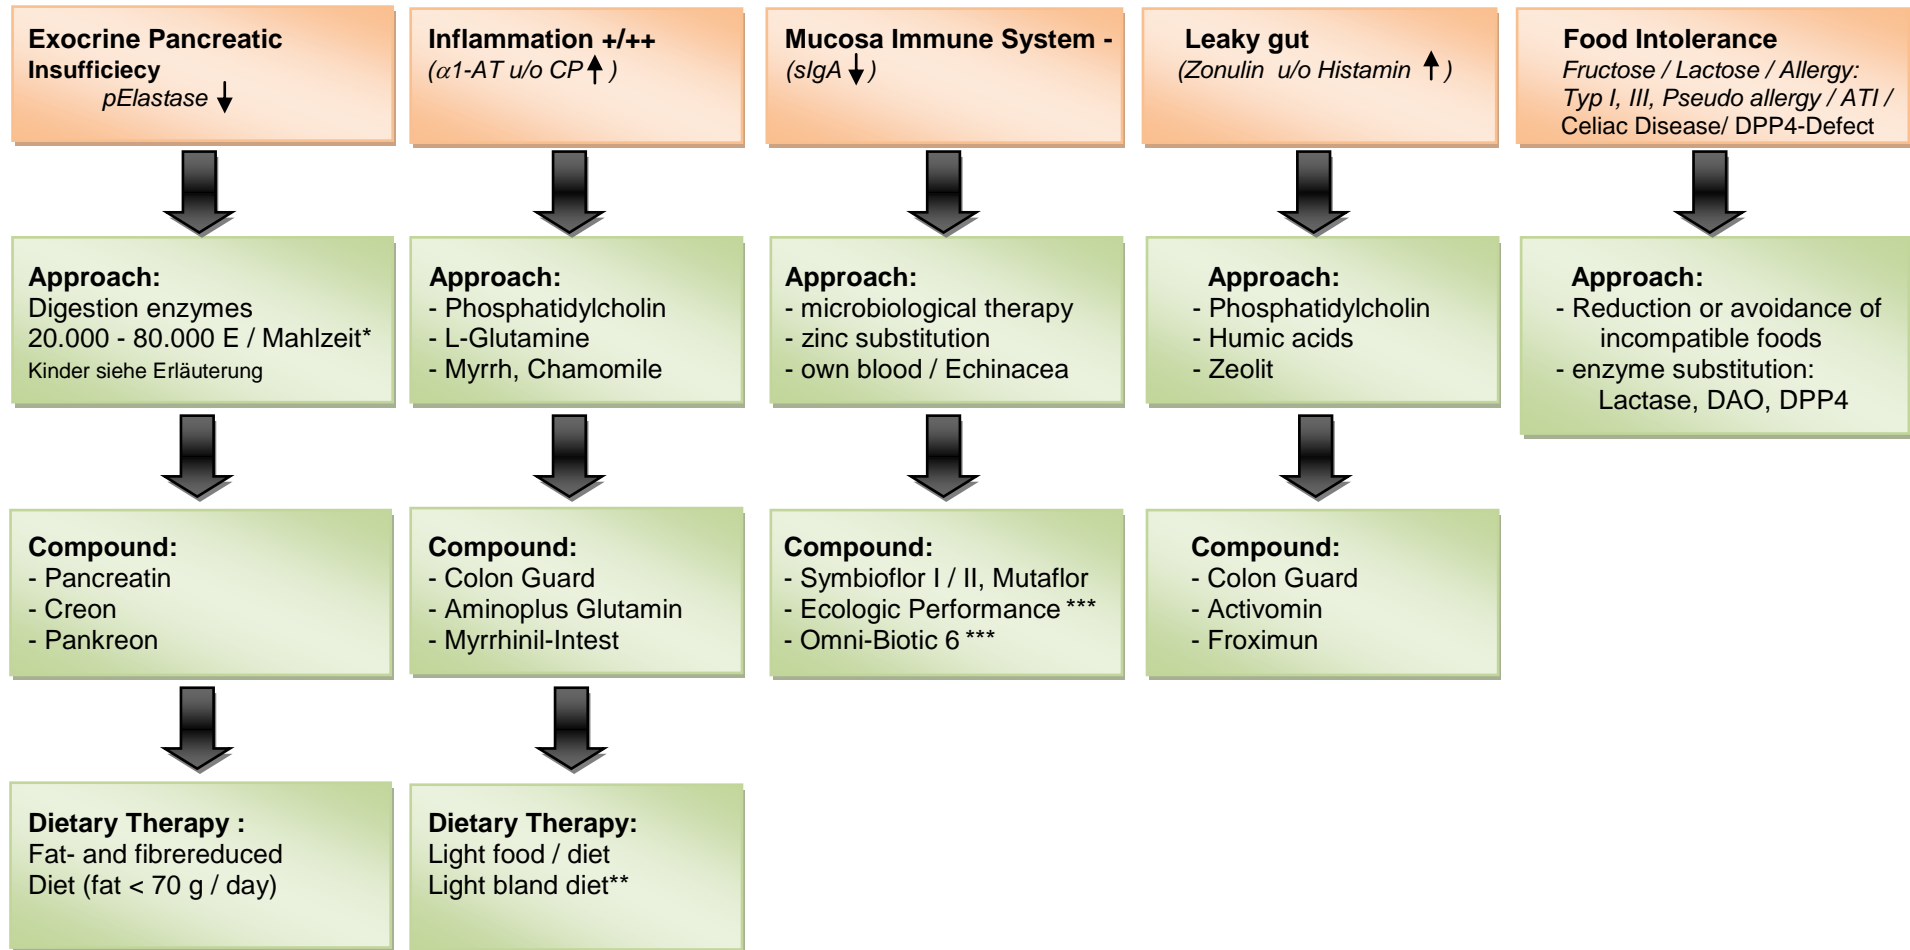 Exocrine Pancreatic
Insufficiecy
pElastase
Inflammation +/++
(α1-AT u/o CP )
Mucosa Immune System -
(sIgA )
Leaky gut
(Zonulin u/o Histamin )
Food Intolerance
Fructose / Lactose / Allergy:
Typ I, III, Pseudo allergy / ATI /
Celiac Disease/ DPP4-Defect
Approach:
Digestion enzymes
20.000 - 80.000 E / Mahlzeit*
Kinder siehe Erläuterung
Approach:
- Phosphatidylcholin
- L-Glutamine
- Myrrh, Chamomile
Approach:
- microbiological therapy
- zinc substitution
- own blood / Echinacea
Approach:
- Phosphatidylcholin
- Humic acids
- Zeolit
Approach:
- Reduction or avoidance of
incompatible foods
- enzyme substitution:
Lactase, DAO, DPP4
Compound:
- Pancreatin
- Creon
- Pankreon
Compound:
- Colon Guard
- Aminoplus Glutamin
- Myrrhinil-Intest
Compound:
- Symbioflor I / II, Mutaflor
- Ecologic Performance ***
- Omni-Biotic 6 ***
Compound:
- Colon Guard
- Activomin
- Froximun
Dietary Therapy :
Fat- and fibrereduced
Diet (fat < 70 g / day)
Dietary Therapy:
Light food / diet
Light bland diet**